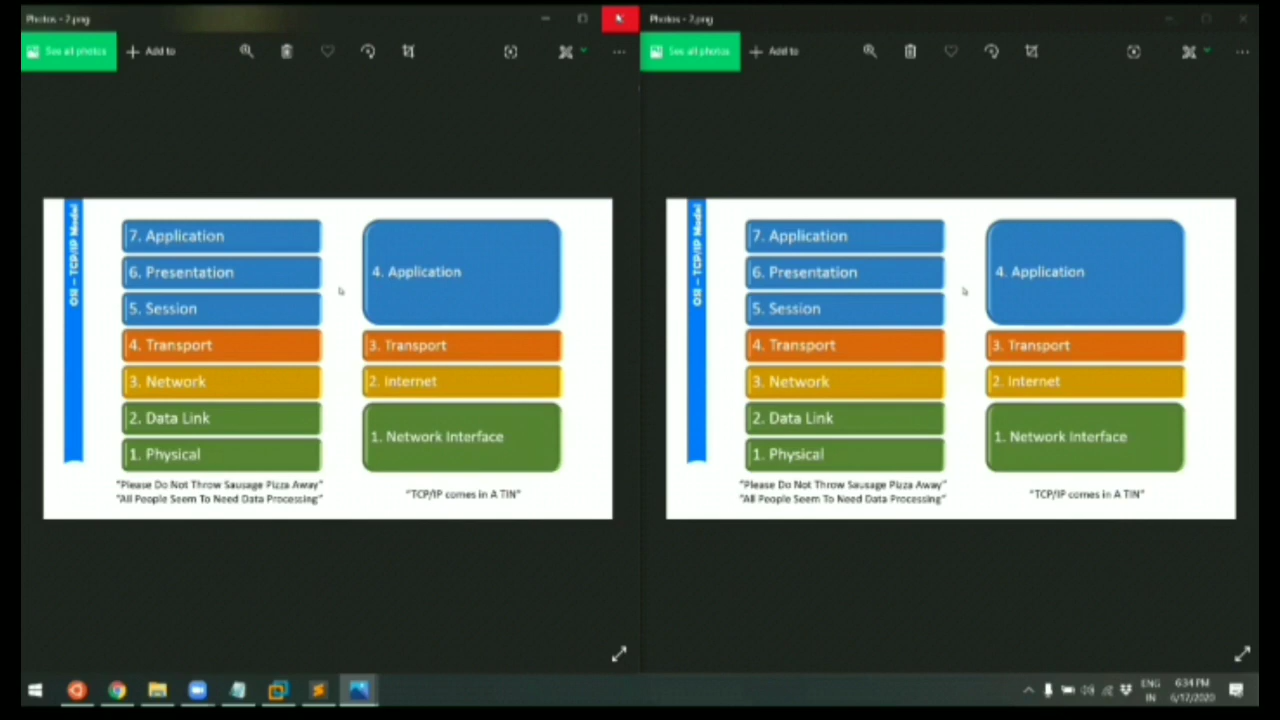 Photos - 2.png
See all photos
Add to
OSI – TCP/IP Model
7. Application
6. Presentation
5. Session
4. Transport
3. Network
2. Data Link
1. Physical
"Please Do Not Throw Sausage Pizza Away"
"All People Seem To Need Data Processing"
4. Application
3. Transport
2. Internet
1. Network Interface
"TCP/IP comes in A TIN"
Photos - 2.png
See all photos
Add to
OSI – TCP/IP Model
7. Application
6. Presentation
5. Session
4. Transport
3. Network
2. Data Link
1. Physical
"Please Do Not Throw Sausage Pizza Away"
"All People Seem To Need Data Processing"
4. Application
3. Transport
2. Internet
1. Network Interface
"TCP/IP comes in A TIN"
ENG
IN
6:34 PM
6/17/2020